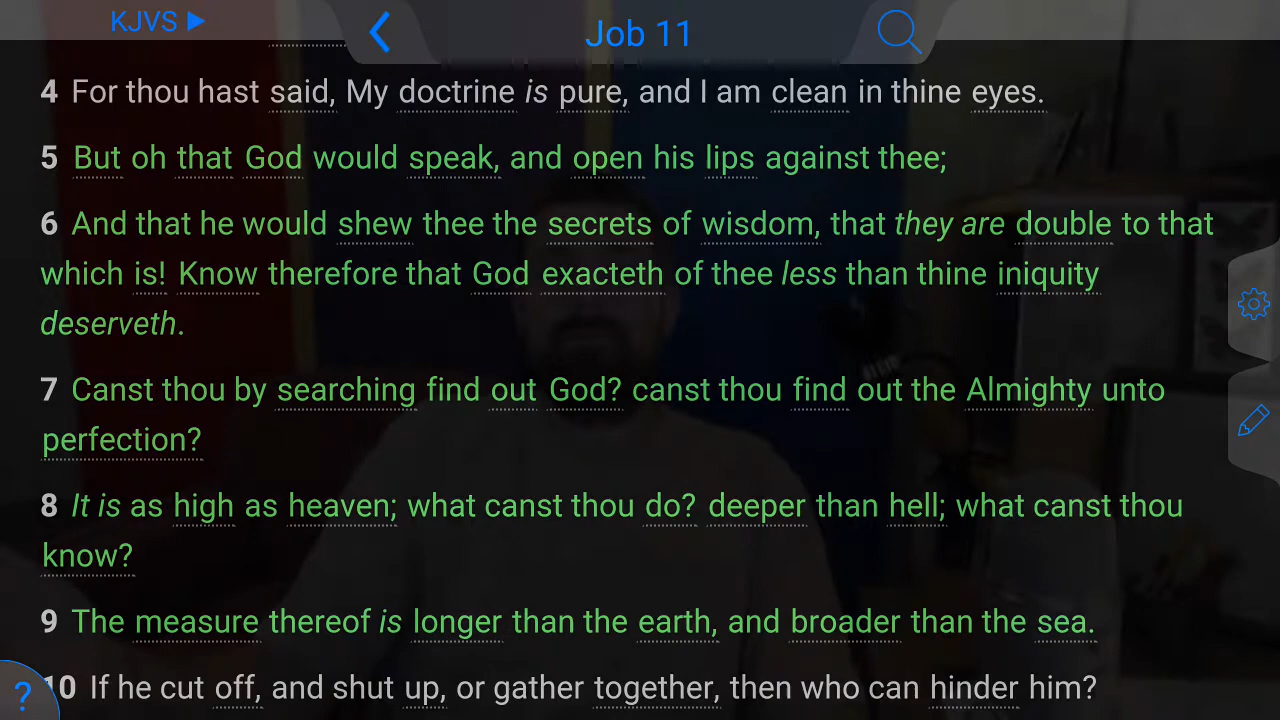 KJVS ▶
Job 11
4 For thou hast said, My doctrine is pure, and I am clean in thine eyes.
5 But oh that God would speak, and open his lips against thee;
6 And that he would shew thee the secrets of wisdom, that they are double to that
which is! Know therefore that God exacteth of thee less than thine iniquity
deserveth.
7 Canst thou by searching find out God? canst thou find out the Almighty unto
perfection?
8 It is as high as heaven; what canst thou do? deeper than hell; what canst thou
know?
9 The measure thereof is longer than the earth, and broader than the sea.
10 If he cut off, and shut up, or gather together, then who can hinder him?
?